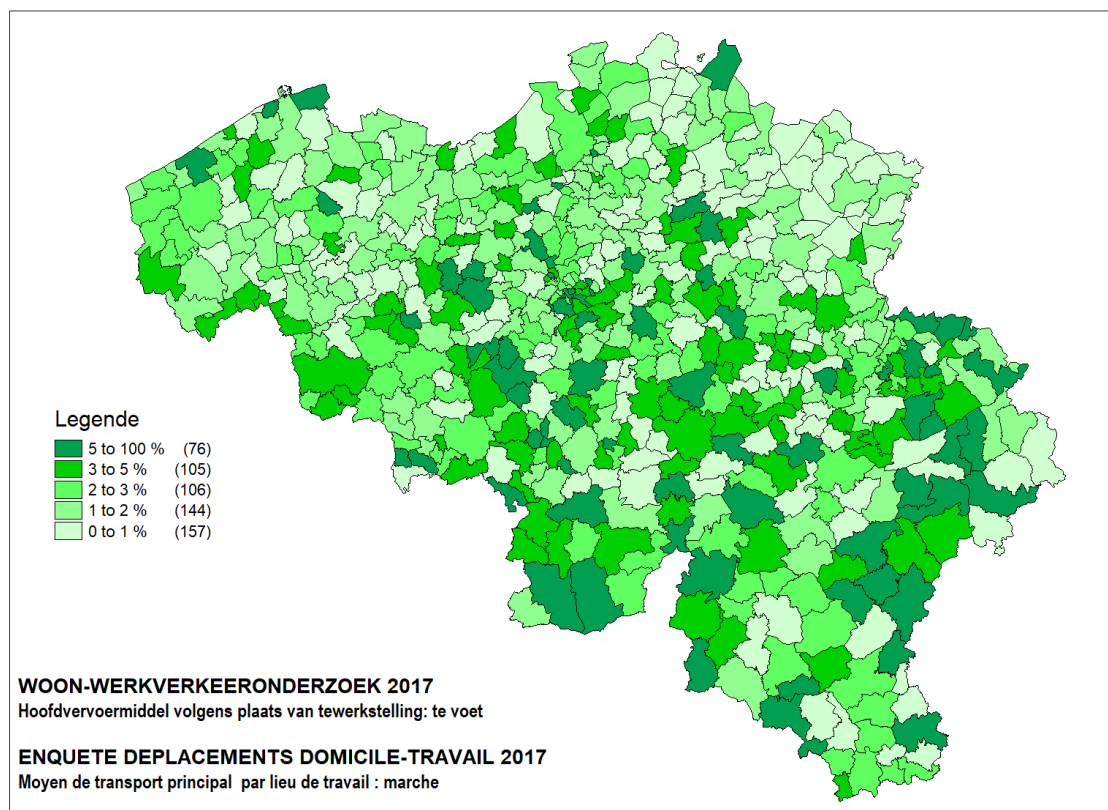 Legende
5 to 100 % (76)
3 to 5 % (105)
2 to 3 % (106)
1 to 2 % (144)
0 to 1 % (157)
WOON-WERKVERKEERONDERZOEK 2017
Hoofdvervoermiddel volgens plaats van tewerkstelling: te voet
ENQUETE DEPLACEMENTS DOMICILE-TRAVAIL 2017
Moyen de transport principal par lieu de travail : marche